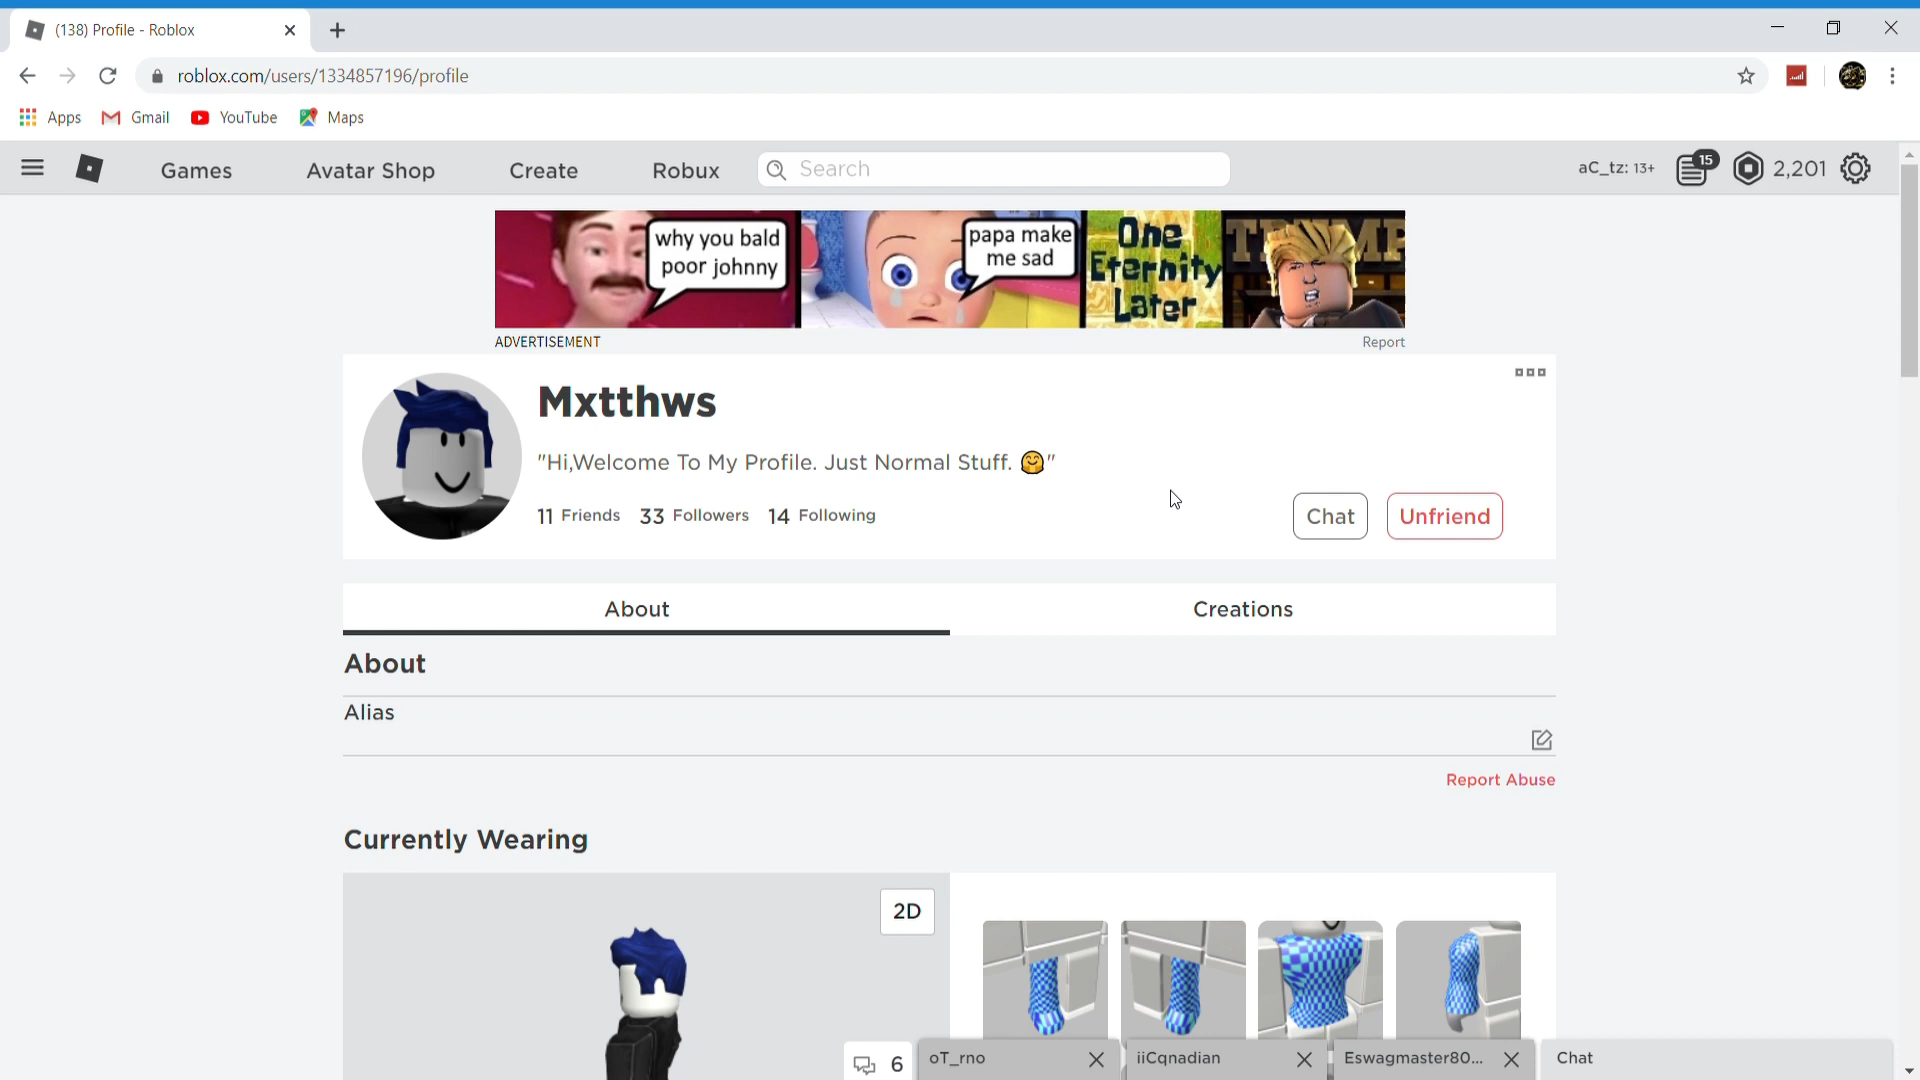 (138) Profile - Roblox
roblox.com/users/1334857196/profile
Apps Gmail YouTube Maps
Games Avatar Shop Create Robux Search aC_tz: 13+ 15 2,201
why you bald
poor johnny
papa make
me sad
One
Eternity
Later
TRUMP
ADVERTISEMENT Report
Mxtthws
"Hi,Welcome To My Profile. Just Normal Stuff. 🤗"
11 Friends 33 Followers 14 Following
Chat Unfriend
About Creations
About
Alias
Report Abuse
Currently Wearing
2D
6 oT_rno iiCqnadian Eswagmaster80... Chat